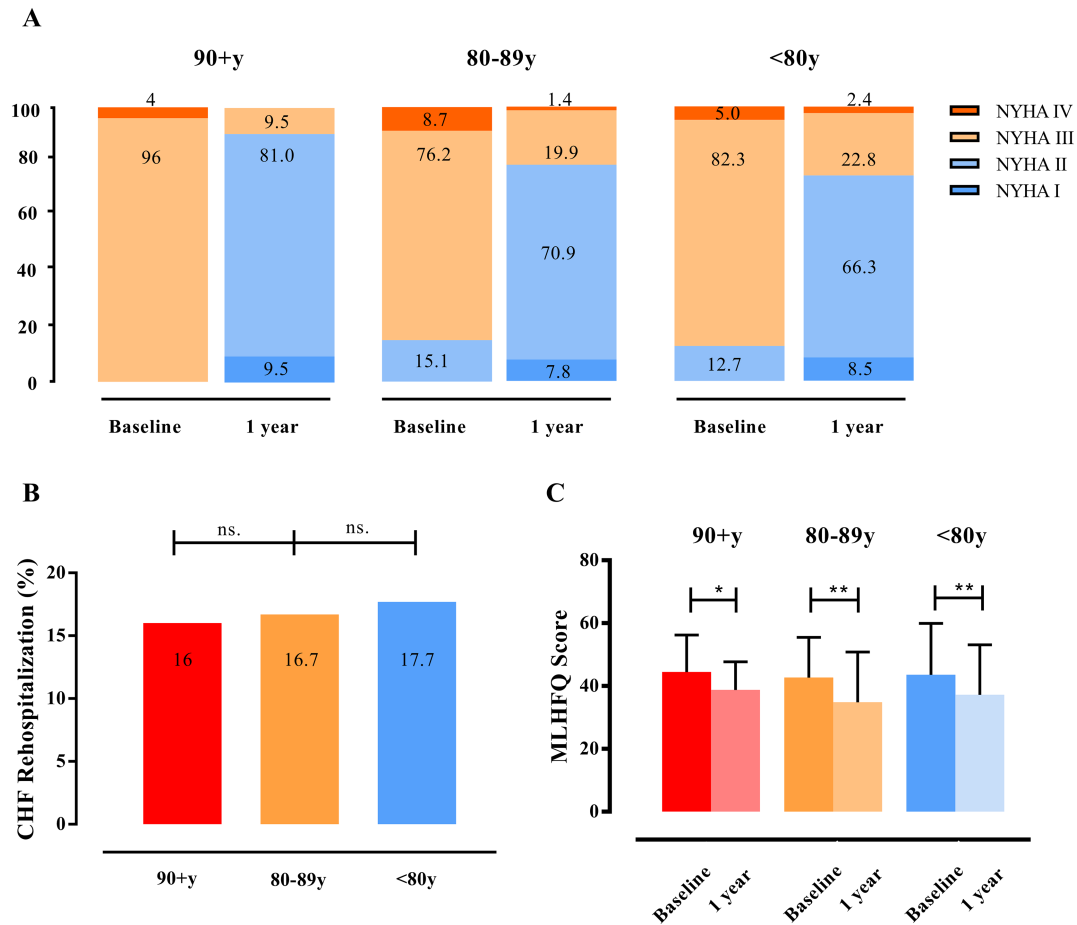 A
90+y
80-89y
<80y
100
80
60
40
20
0
4
96
9.5
81.0
9.5
8.7
76.2
15.1
1.4
19.9
70.9
7.8
5.0
82.3
12.7
2.4
22.8
66.3
8.5
NYHA IV
NYHA III
NYHA II
NYHA I
Baseline
1 year
Baseline
1 year
Baseline
1 year
B
CHF Rehospitalization (%)
20
15
10
5
0
ns.
ns.
16
16.7
17.7
90+y
80-89y
<80y
C
90+y
80-89y
<80y
MLHFQ Score
80
60
40
20
0
*
**
**
Baseline
1 year
Baseline
1 year
Baseline
1 year